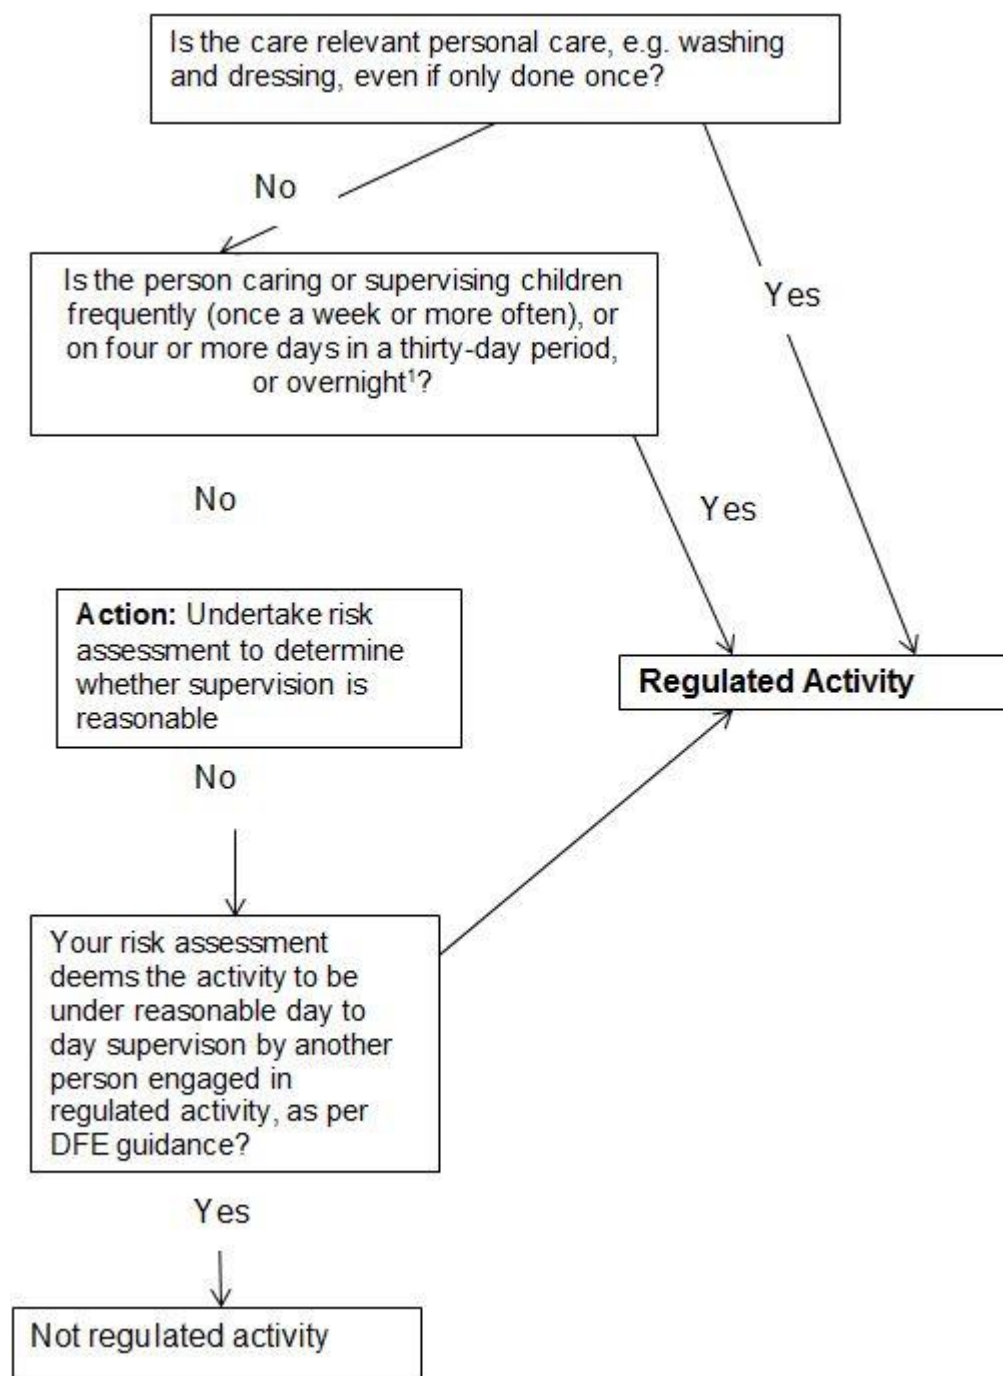 Is the care relevant personal care, e.g. washing
and dressing, even if only done once?
No
Yes
Is the person caring or supervising children
frequently (once a week or more often), or
on four or more days in a thirty-day period,
or overnight¹?
No
Yes
Action: Undertake risk
assessment to determine
whether supervision is
reasonable
Regulated Activity
No
Your risk assessment
deems the activity to be
under reasonable day to
day supervison by another
person engaged in
regulated activity, as per
DFE guidance?
Yes
Not regulated activity